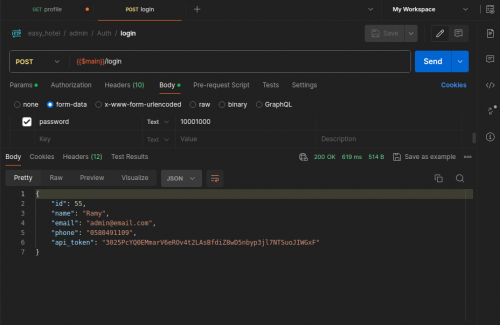 GET profile
POST login
+
My Workspace
easy_hotel / admin / Auth / login
Save
POST
{{$main}}/login
Send
Params
Authorization
Headers (10)
Body
Pre-request Script
Tests
Settings
Cookies
none
form-data
x-www-form-urlencoded
raw
binary
GraphQL
password
Text
10001000
Key
Text
Value
Description
Body
Cookies
Headers (12)
Test Results
200 OK
619 ms
514 B
Save as example
Pretty
Raw
Preview
Visualize
JSON
1 {
2 "id": 55,
3 "name": "Ramy",
4 "email": "admin@email.com",
5 "phone": "0580491109",
6 "api_token":
7 }